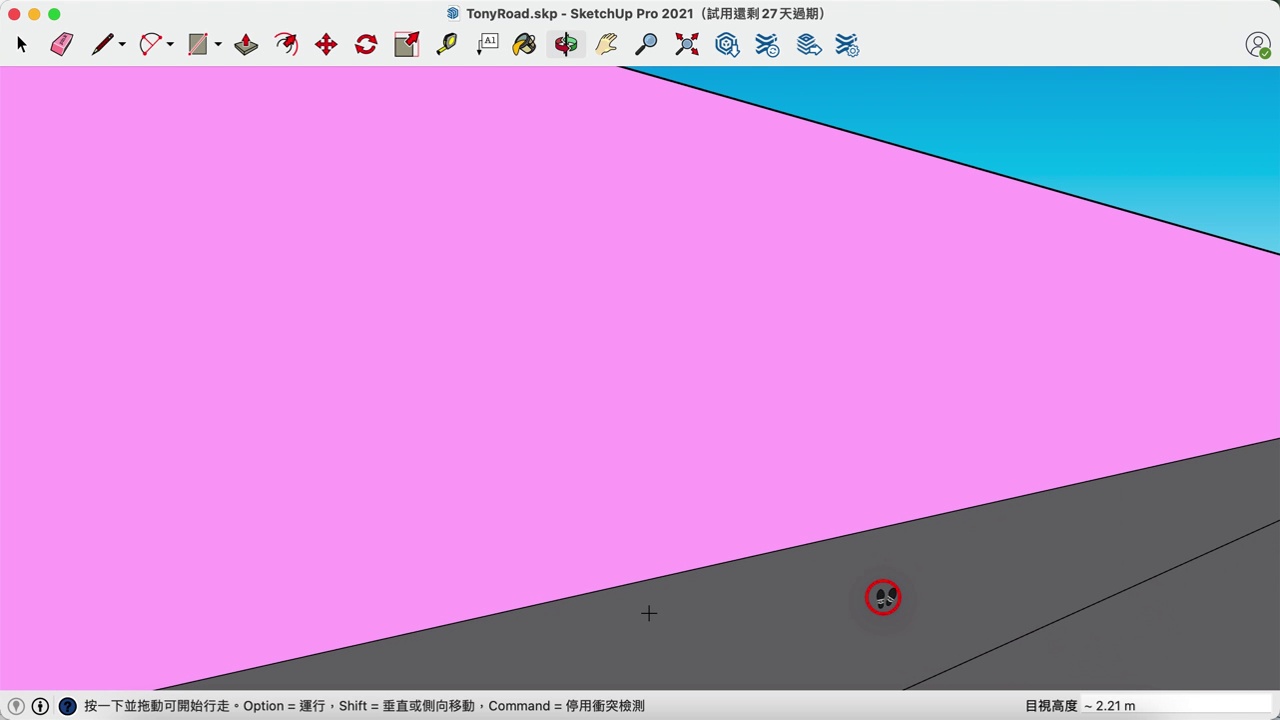 TonyRoad.skp - SketchUp Pro 2021（試用還剩 27 天過期）
A1
按一下並拖動可開始行走。Option = 運行，Shift = 垂直或側向移動，Command = 停用衝突檢測
目視高度 ~ 2.21 m